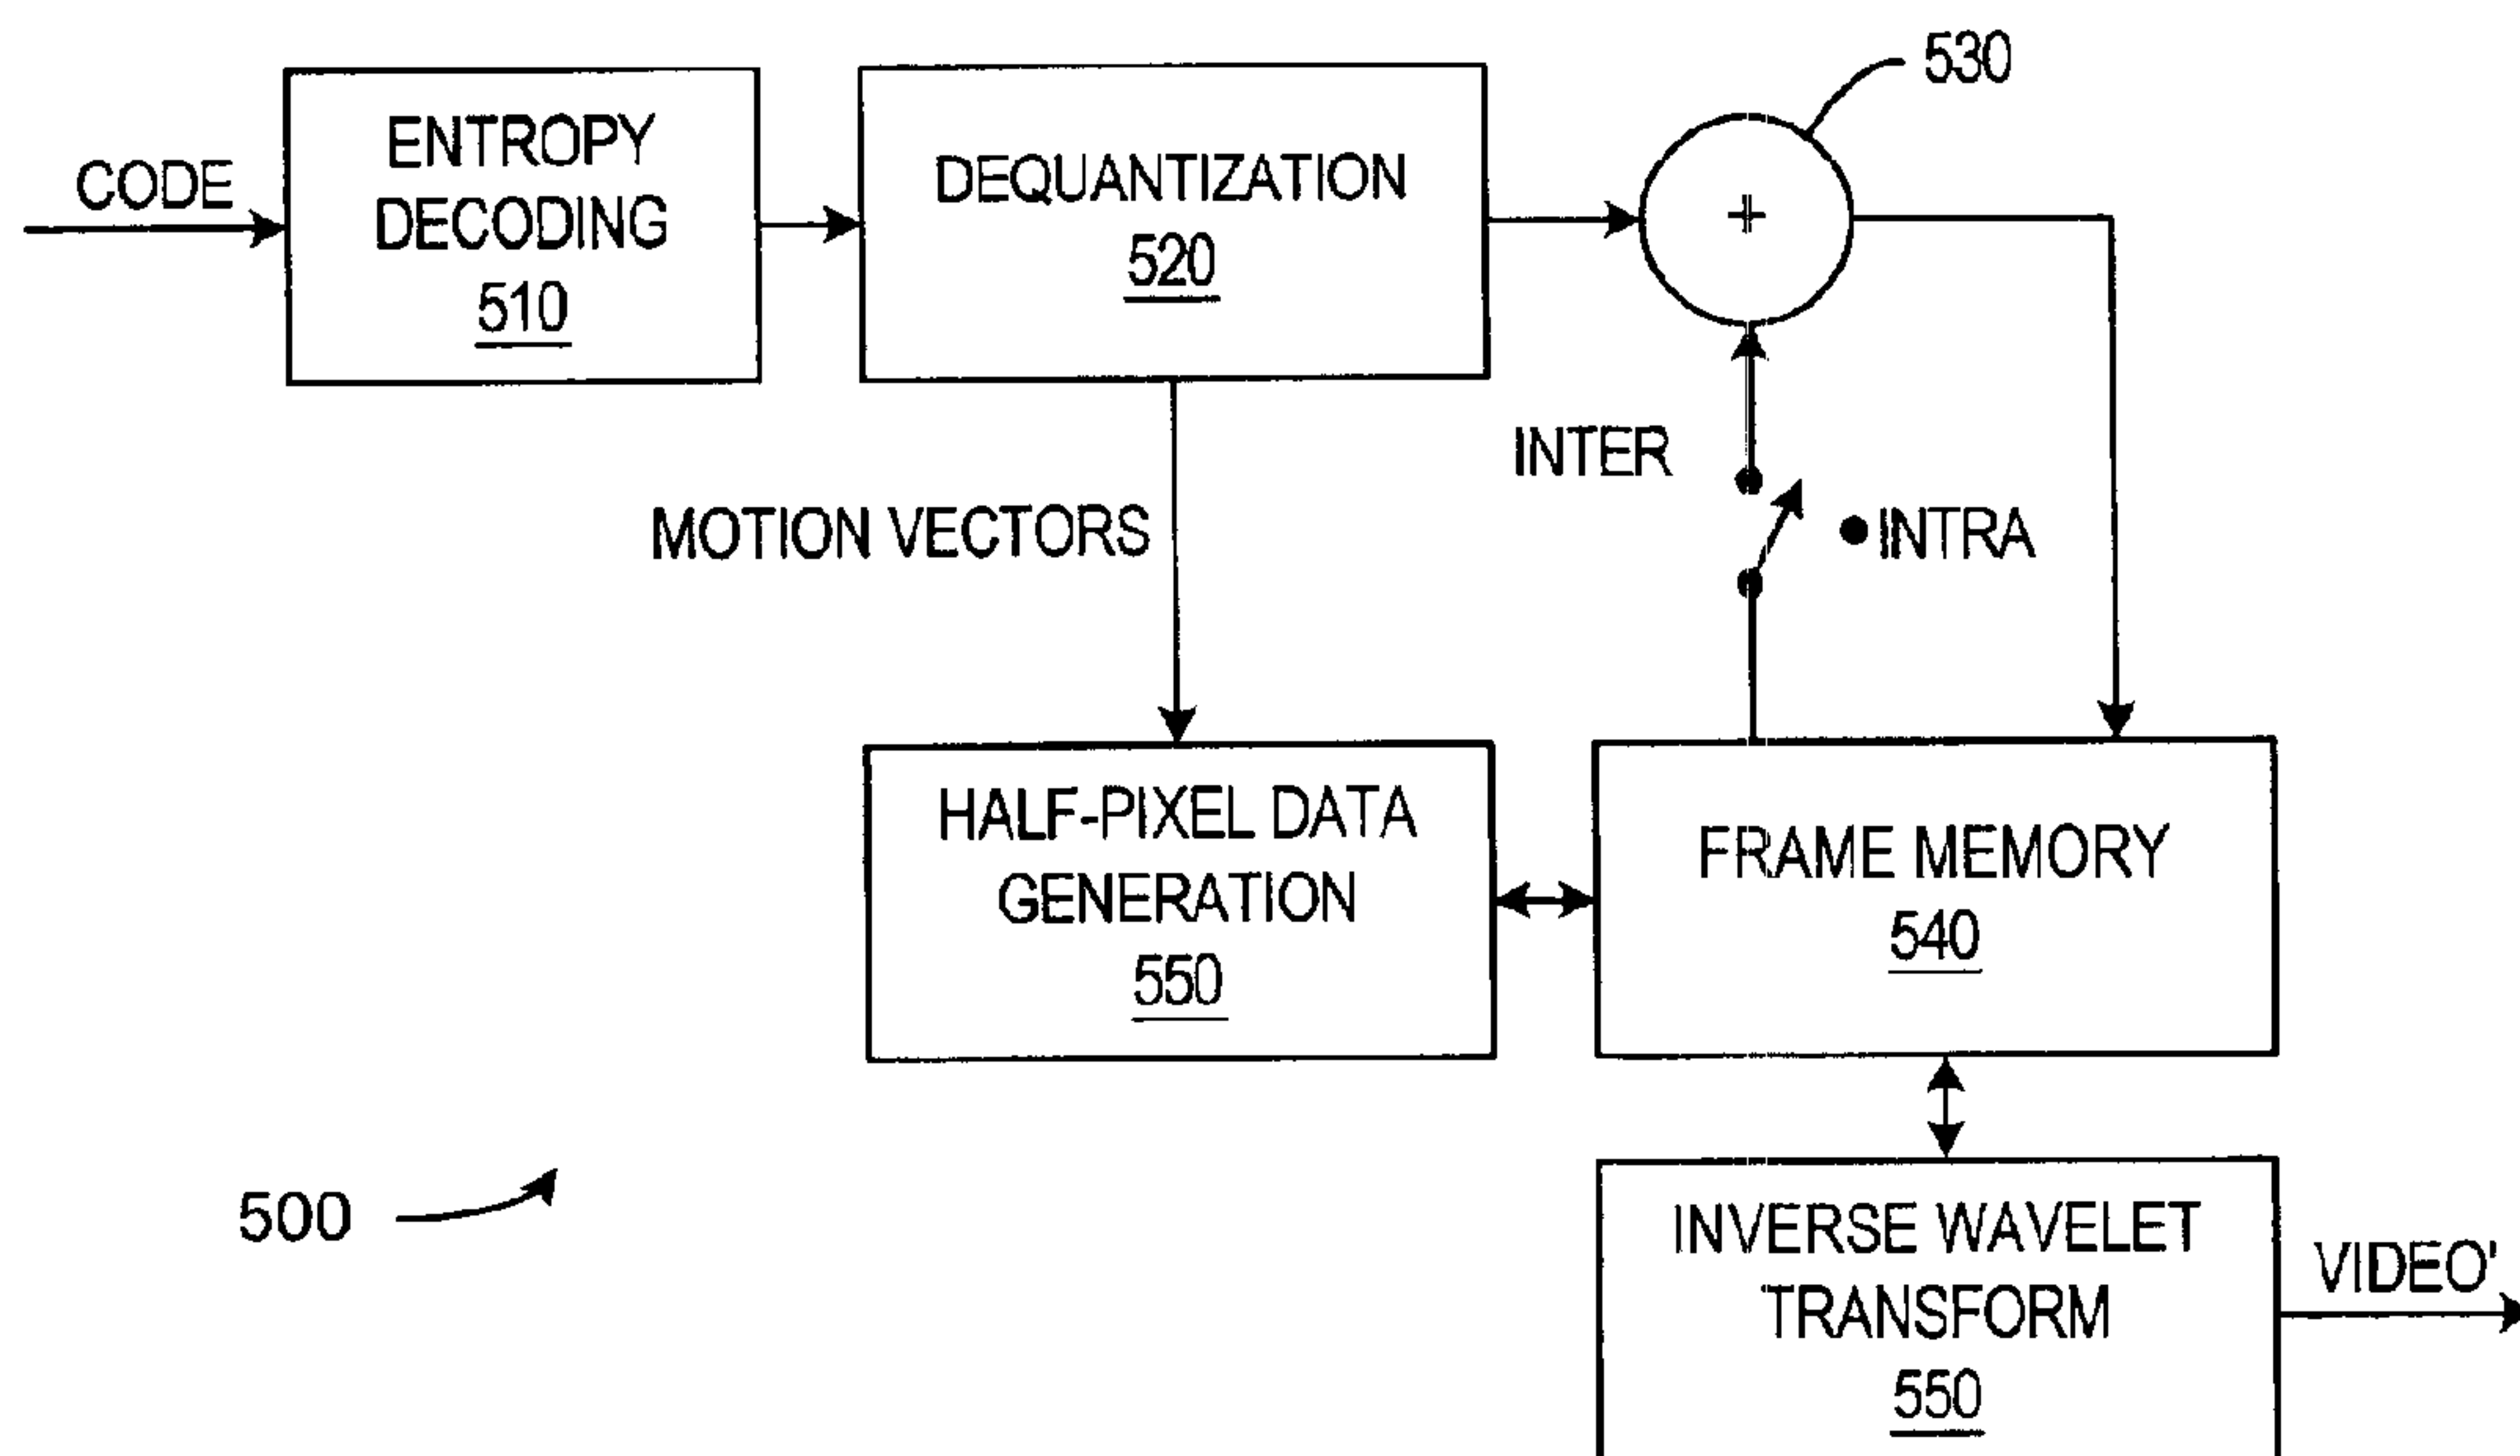 530
ENTROPY
DECODING
510
CODE
DEQUANTIZATION
520
+
INTER
INTRA
MOTION VECTORS
HALF-PIXEL DATA
GENERATION
550
FRAME MEMORY
540
500
INVERSE WAVELET
TRANSFORM
550
VIDEO'